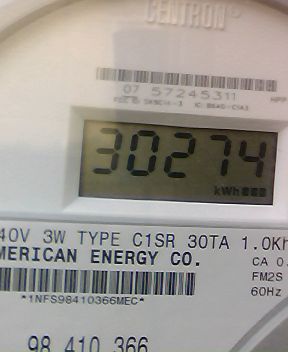 CENTRON®
07 57245311
30274
kWh
40V 3W TYPE C1SR 30TA 1.0Kh
MERICAN ENERGY CO.
CA 0.
FM2S
60Hz
*1NFS98410366MEC*
98 410 366